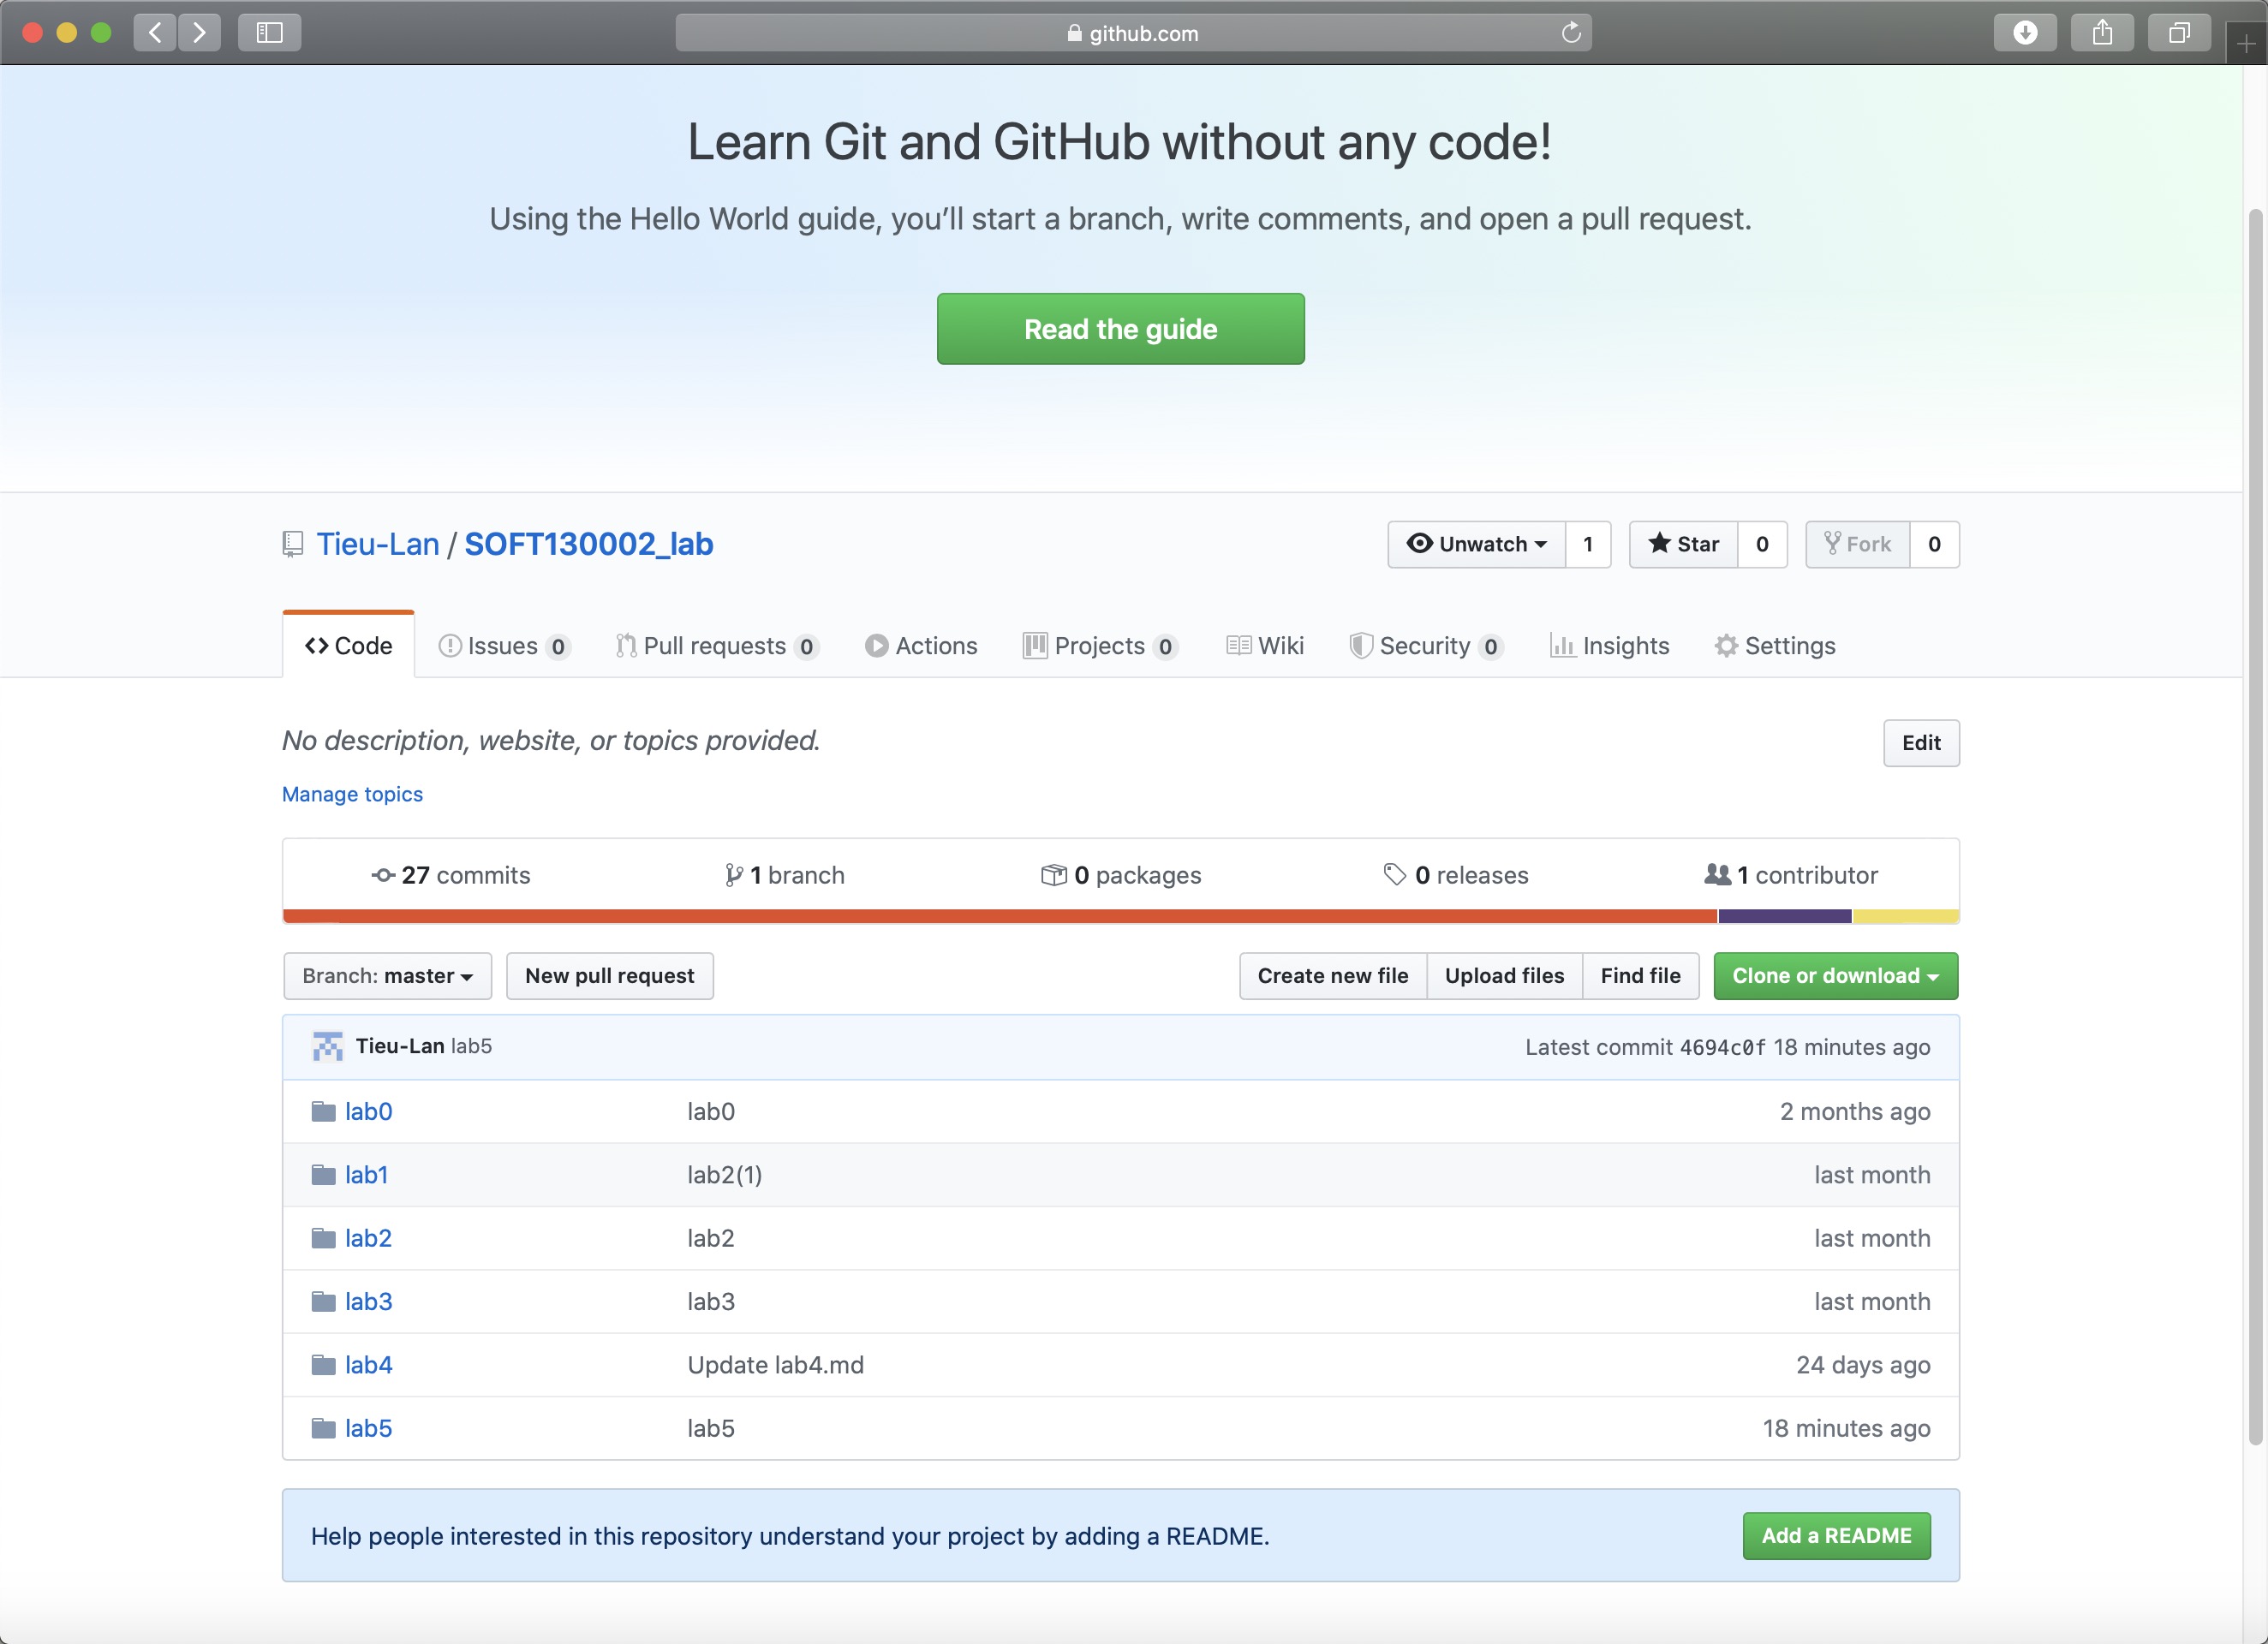 github.com
Learn Git and GitHub without any code!
Using the Hello World guide, you’ll start a branch, write comments, and open a pull request.
Read the guide
Tieu-Lan / SOFT130002_lab
Unwatch 1 Star 0 Fork 0
Code Issues 0 Pull requests 0 Actions Projects 0 Wiki Security 0 Insights Settings
No description, website, or topics provided.
Edit
Manage topics
27 commits 1 branch 0 packages 0 releases 1 contributor
Branch: master New pull request Create new file Upload files Find file Clone or download
Tieu-Lan lab5 Latest commit 4694c0f 18 minutes ago
lab0 lab0 2 months ago
lab1 lab2(1) last month
lab2 lab2 last month
lab3 lab3 last month
lab4 Update lab4.md 24 days ago
lab5 lab5 18 minutes ago
Help people interested in this repository understand your project by adding a README. Add a README